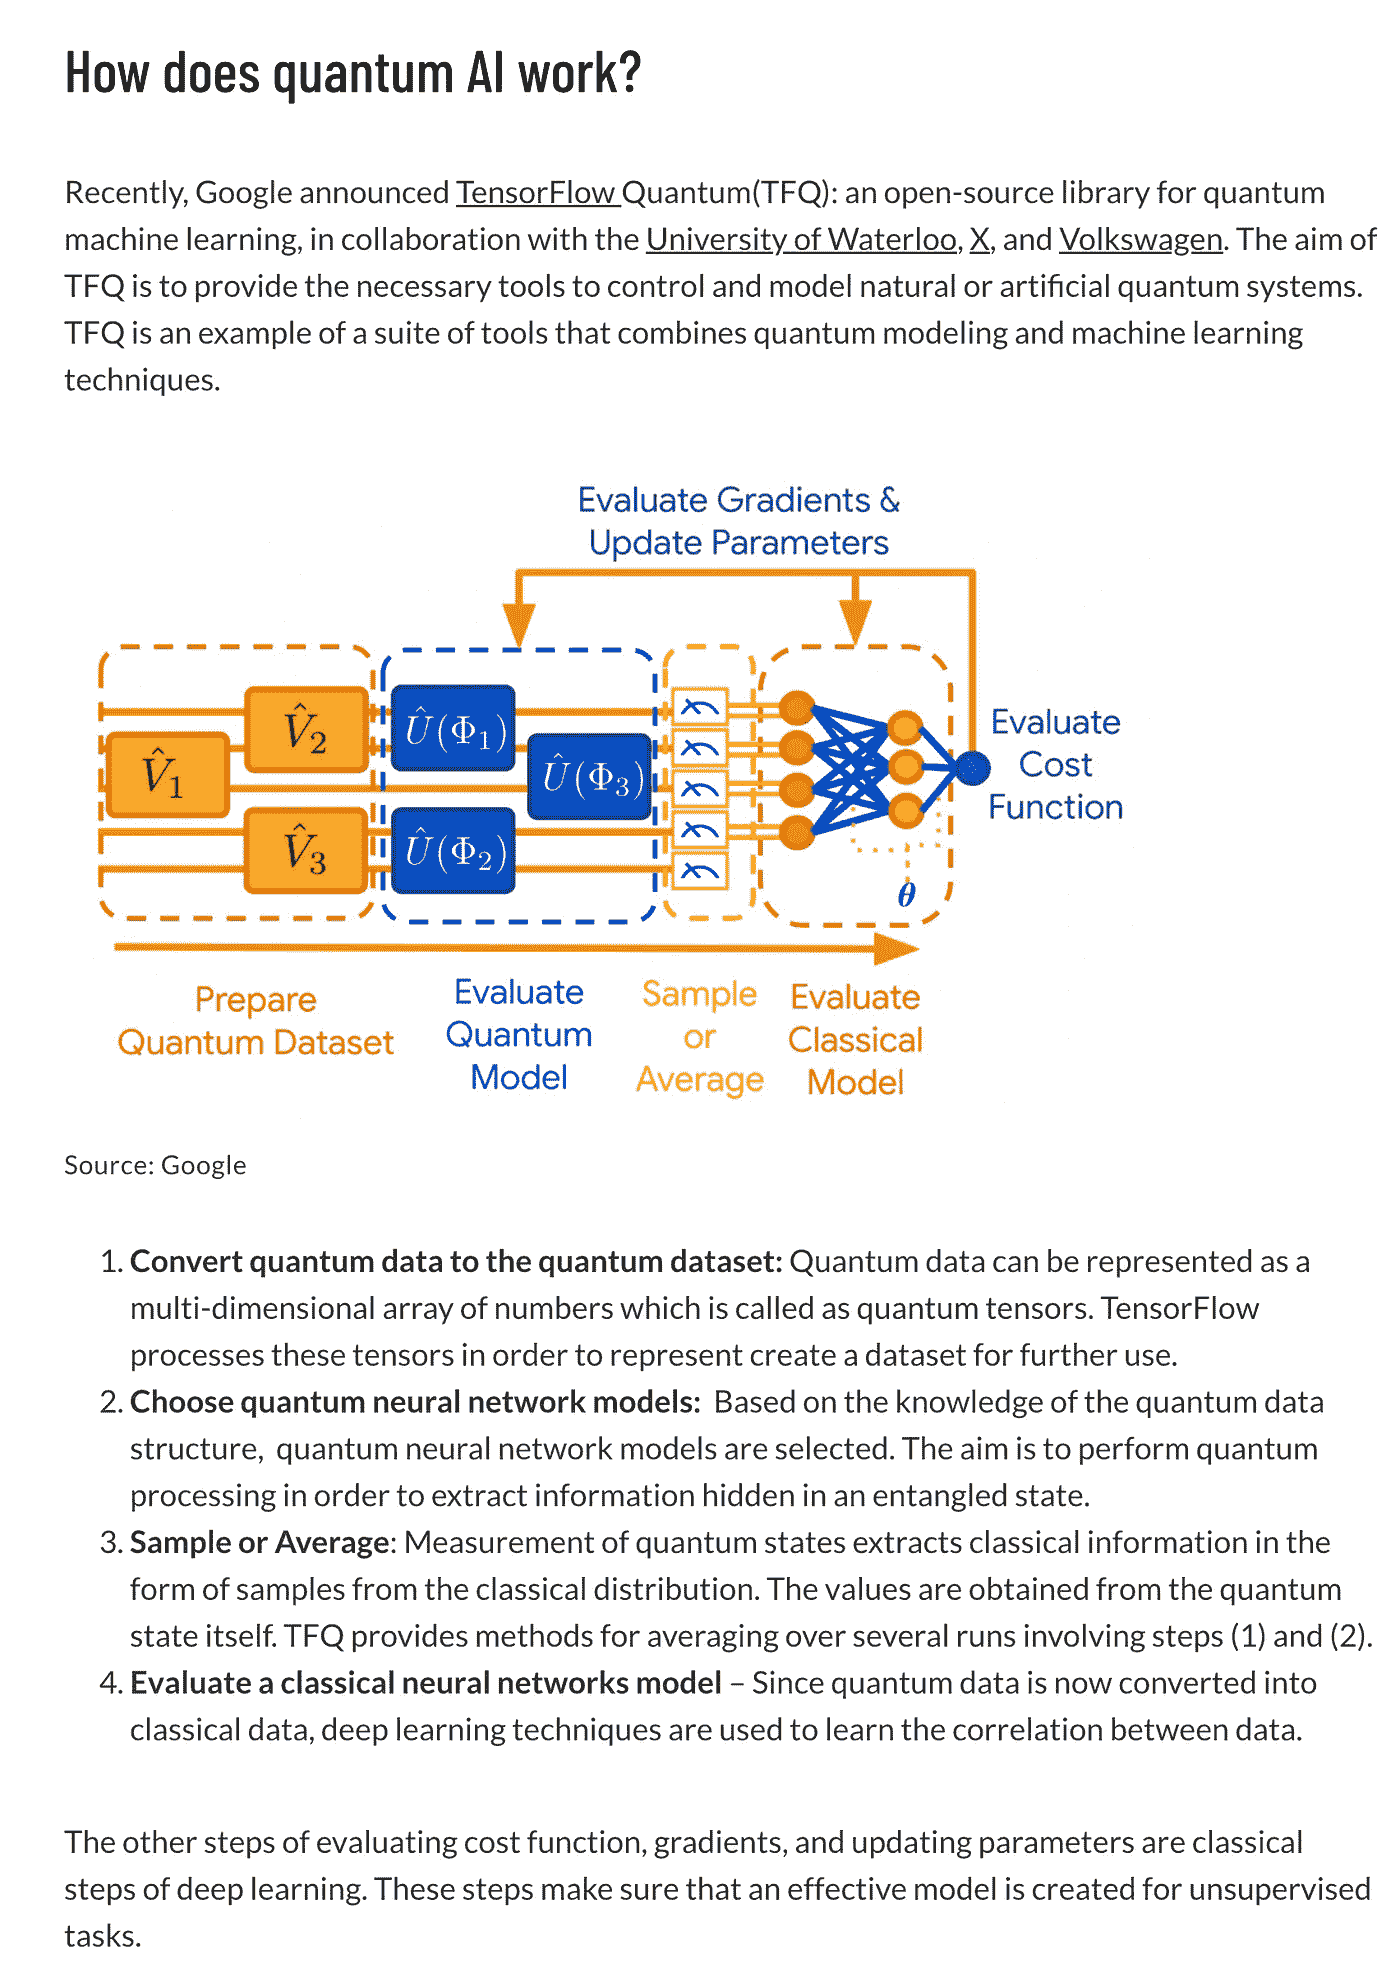 How does quantum AI work?
Recently, Google announced TensorFlow Quantum(TFQ): an open-source library for quantum
machine learning, in collaboration with the University of Waterloo, X, and Volkswagen. The aim of
TFQ is to provide the necessary tools to control and model natural or artificial quantum systems.
TFQ is an example of a suite of tools that combines quantum modeling and machine learning
techniques.
Evaluate Gradients &
Update Parameters
V̂₂
Û(Φ₁)
V̂₁
Û(Φ₃)
V̂₃
Û(Φ₂)
θ
Evaluate
Cost
Function
Prepare
Quantum Dataset
Evaluate
Quantum
Model
Sample
or
Average
Evaluate
Classical
Model
Source: Google
1. Convert quantum data to the quantum dataset: Quantum data can be represented as a
multi-dimensional array of numbers which is called as quantum tensors. TensorFlow
processes these tensors in order to represent create a dataset for further use.
2. Choose quantum neural network models:  Based on the knowledge of the quantum data
structure,  quantum neural network models are selected. The aim is to perform quantum
processing in order to extract information hidden in an entangled state.
3. Sample or Average: Measurement of quantum states extracts classical information in the
form of samples from the classical distribution. The values are obtained from the quantum
state itself. TFQ provides methods for averaging over several runs involving steps (1) and (2).
4. Evaluate a classical neural networks model – Since quantum data is now converted into
classical data, deep learning techniques are used to learn the correlation between data.
The other steps of evaluating cost function, gradients, and updating parameters are classical
steps of deep learning. These steps make sure that an effective model is created for unsupervised
tasks.